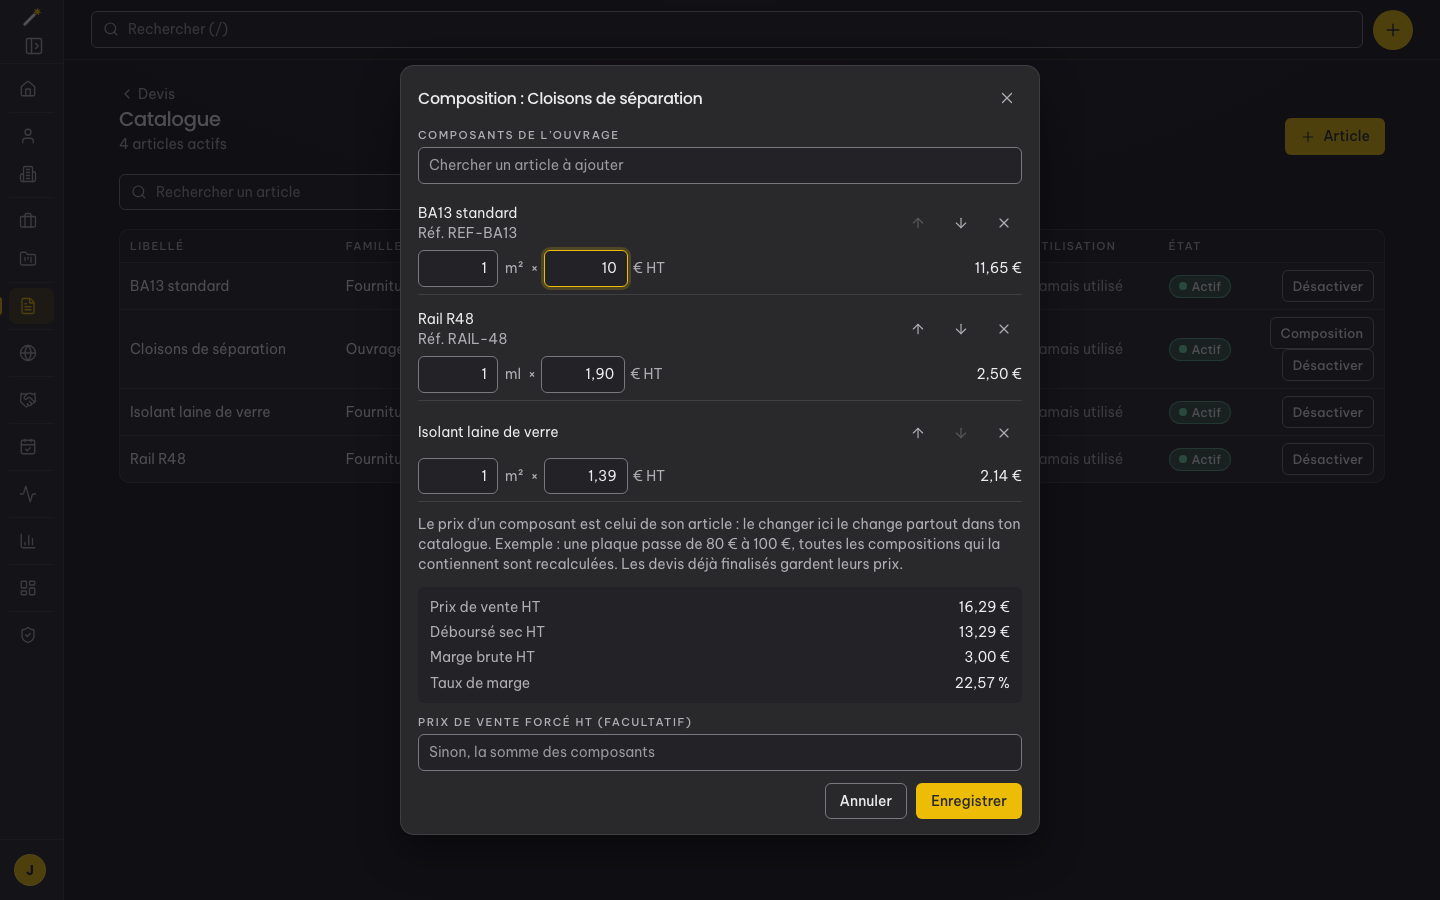 Rechercher (/)
Devis
Catalogue
4 articles actifs
Article
Rechercher un article
LIBELLÉ
FAMILLE
TILISATION
ÉTAT
BA13 standard
Fournitu
amais utilisé
Actif
Désactiver
Cloisons de séparation
Ouvrage
amais utilisé
Actif
Composition
Désactiver
Isolant laine de verre
Fournitu
amais utilisé
Actif
Désactiver
Rail R48
Fournitu
amais utilisé
Actif
Désactiver
J
Composition : Cloisons de séparation
COMPOSANTS DE L'OUVRAGE
Chercher un article à ajouter
BA13 standard
Réf. REF-BA13
1 m² × 10 € HT 11,65 €
Rail R48
Réf. RAIL-48
1 ml × 1,90 € HT 2,50 €
Isolant laine de verre
1 m² × 1,39 € HT 2,14 €
Le prix d'un composant est celui de son article : le changer ici le change partout dans ton
catalogue. Exemple : une plaque passe de 80 € à 100 €, toutes les compositions qui la
contiennent sont recalculées. Les devis déjà finalisés gardent leurs prix.
Prix de vente HT 16,29 €
Déboursé sec HT 13,29 €
Marge brute HT 3,00 €
Taux de marge 22,57 %
PRIX DE VENTE FORCÉ HT (FACULTATIF)
Sinon, la somme des composants
Annuler
Enregistrer